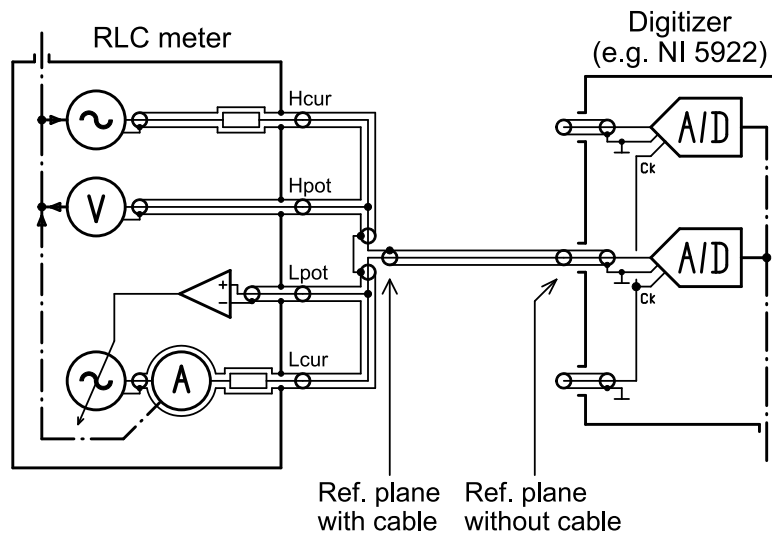 RLC meter
Digitizer
(e.g. NI 5922)
Hcur
A/D
Ck
Hpot
V
A/D
Ck
Lpot
+
−
Lcur
A
Ref. plane
with cable
Ref. plane
without cable